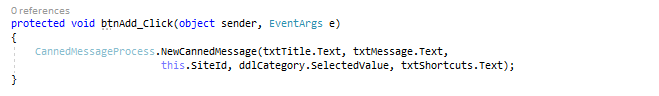 0 references
protected void btnAdd_Click(object sender, EventArgs e)
{
CannedMessageProcess.NewCannedMessage(txtTitle.Text, txtMessage.Text,
this.SiteId, ddlCategory.SelectedValue, txtShortcuts.Text);
}